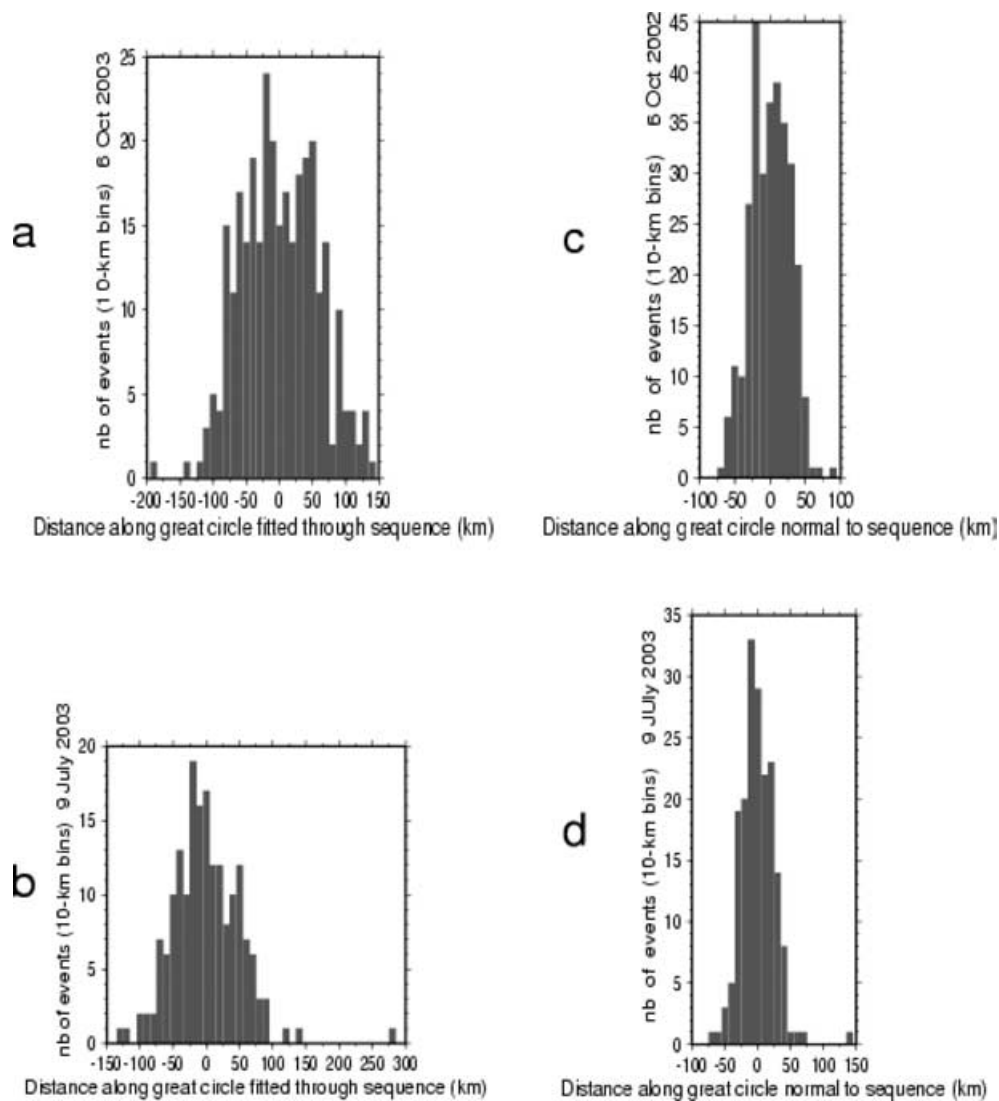 a
nb of events (10-km bins) 6 Oct 2003
25
20
15
10
5
0
-200 -100 -50 0 50 100 150
Distance along great circle fitted through sequence (km)
c
nb of events (10-km bins) 6 Oct 2002
45
40
35
30
25
20
15
10
5
0
-100 -50 0 50 100
Distance along great circle normal to sequence (km)
b
nb of events (10-km bins) 9 July 2003
20
15
10
5
0
-150 -100 -50 0 50 100 150 200 250 300
Distance along great circle fitted through sequence (km)
d
nb of events (10-km bins) 9 JUly 2003
35
30
25
20
15
10
5
0
-100 -50 0 50 100 150
Distance along great circle normal to sequence (km)